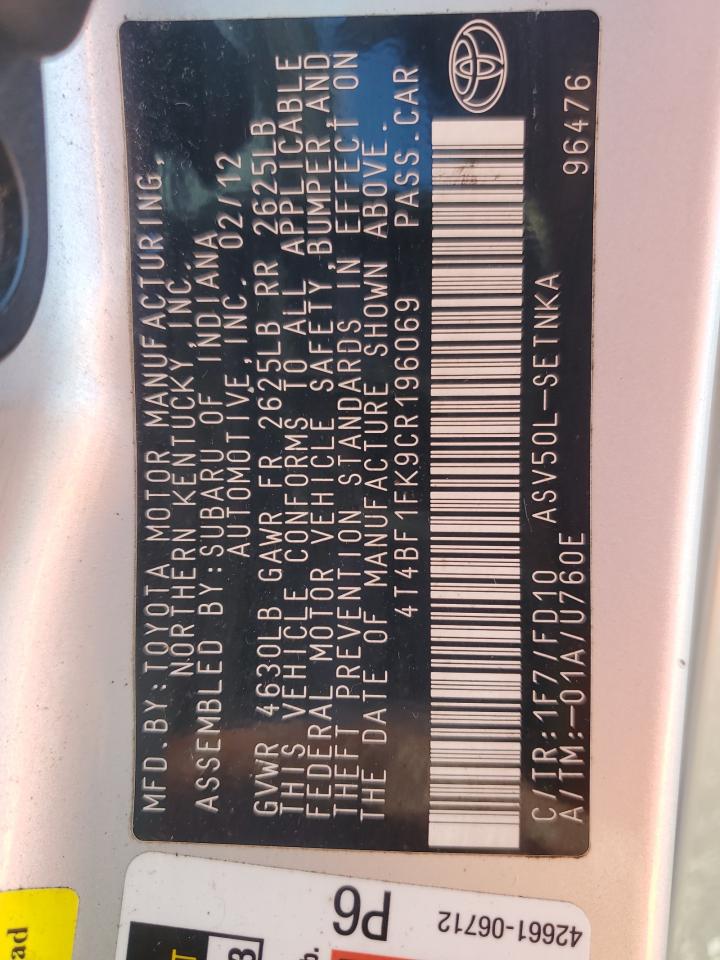 MFD.BY:TOYOTA MOTOR MANUFACTURING,
NORTHERN KENTUCKY, INC.
ASSEMBLED BY:SUBARU OF INDIANA
AUTOMOTIVE, INC. 02/12
GVWR 4630LB GAWR FR 2625LB RR 2625LB
THIS VEHICLE CONFORMS TO ALL APPLICABLE
FEDERAL MOTOR VEHICLE SAFETY,BUMPER,AND
THEFT PREVENTION STANDARDS IN EFFECT ON
THE DATE OF MANUFACTURE SHOWN ABOVE.
4T4BF1FK9CR196069 PASS.CAR
C/TR:1F7/FD10 ASV50L-SETNKA
A/TM:-01A/U760E 96476
P6
42661-06712